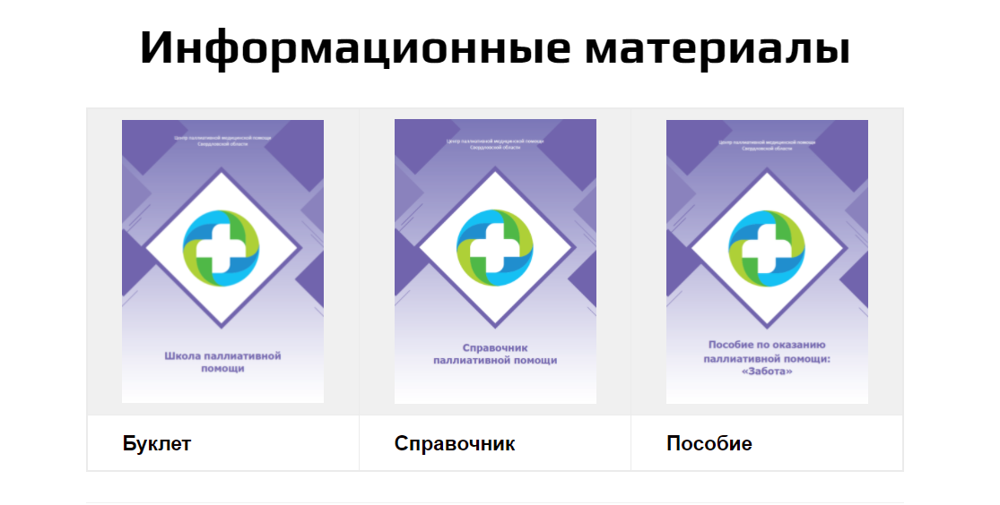 Информационные материалы
Центр паллиативной медицинской помощи
Свердловской области
Школа паллиативной
помощи
Буклет
Центр паллиативной медицинской помощи
Свердловской области
Справочник
паллиативной помощи
Справочник
Центр паллиативной медицинской помощи
Свердловской области
Пособие по оказанию
паллиативной помощи:
«Забота»
Пособие